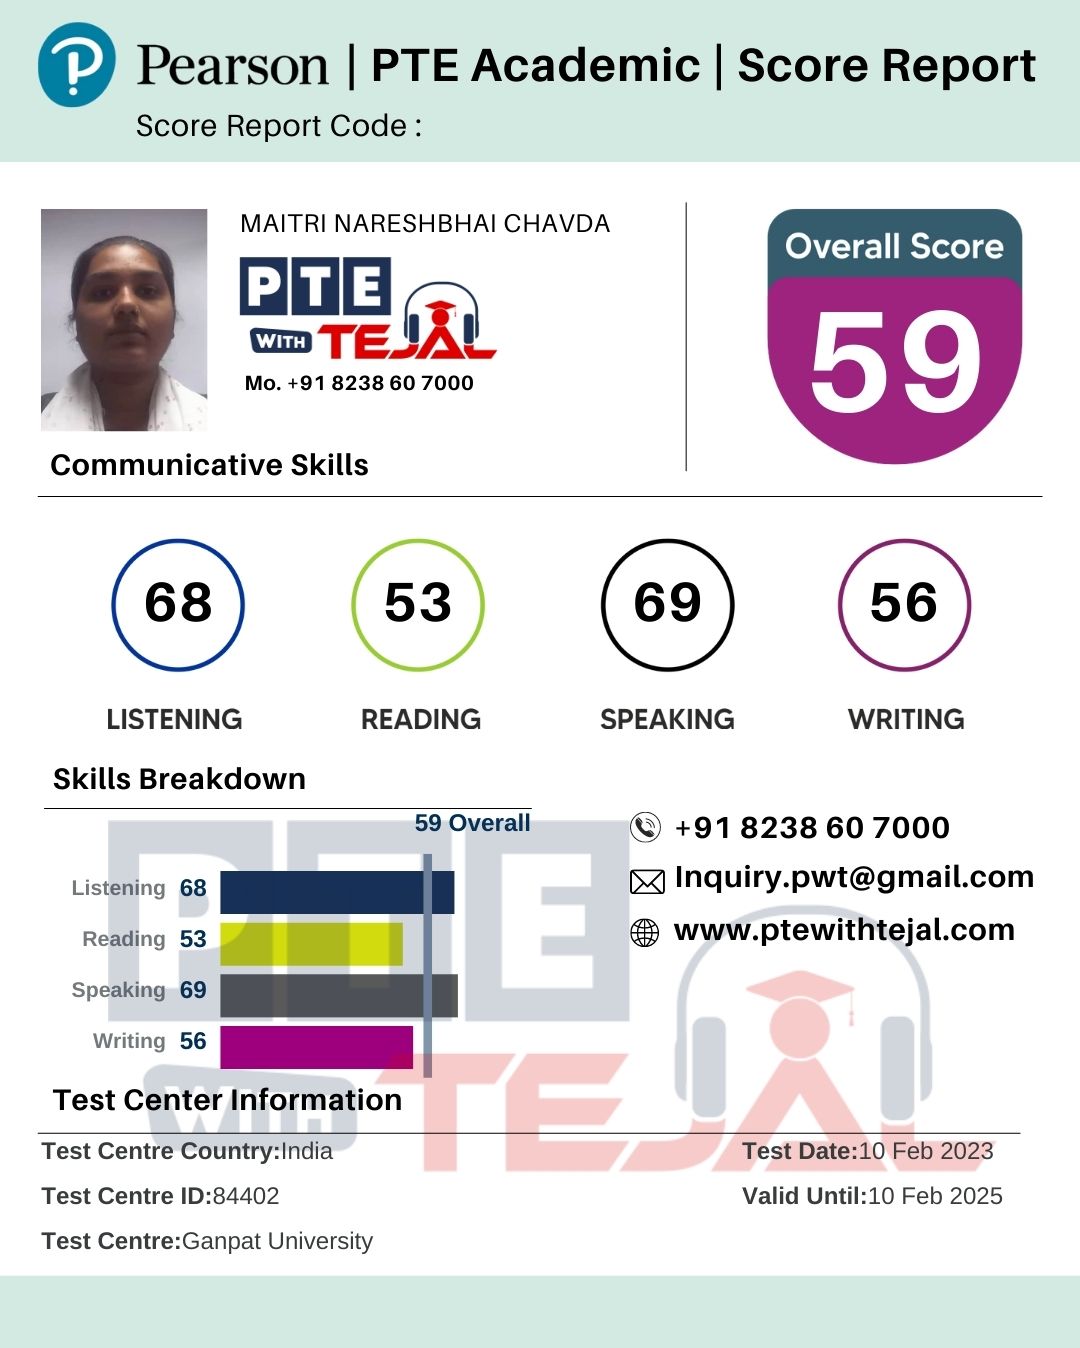 Pearson | PTE Academic | Score Report
Score Report Code :
MAITRI NARESHBHAI CHAVDA
PTE
WITH TEJAL
Mo. +91 8238 60 7000
Overall Score
59
Communicative Skills
68 53 69 56
LISTENING READING SPEAKING WRITING
Skills Breakdown
59 Overall
Listening 68
Reading 53
Speaking 69
Writing 56
+91 8238 60 7000
Inquiry.pwt@gmail.com
www.ptewithtejal.com
PTE
WITH TEJAL
Test Center Information
Test Centre Country:India
Test Date:10 Feb 2023
Test Centre ID:84402
Valid Until:10 Feb 2025
Test Centre:Ganpat University